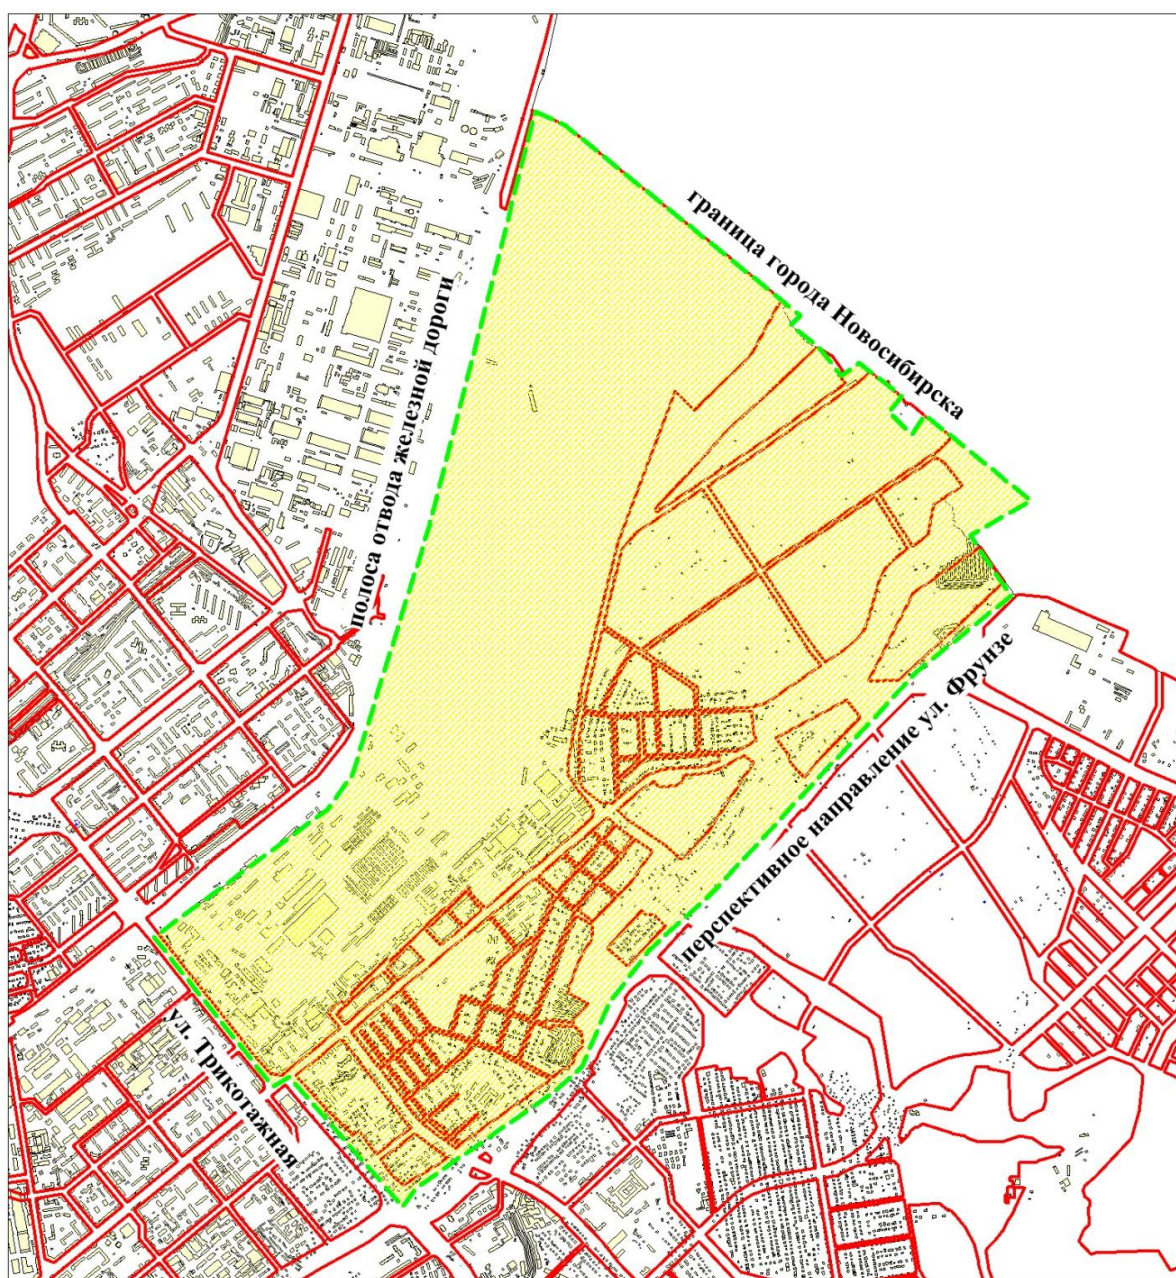 граница города Новосибирска
полоса отвода железной дороги
перспективное направление ул. Фрунзе
ул. Трикотажная